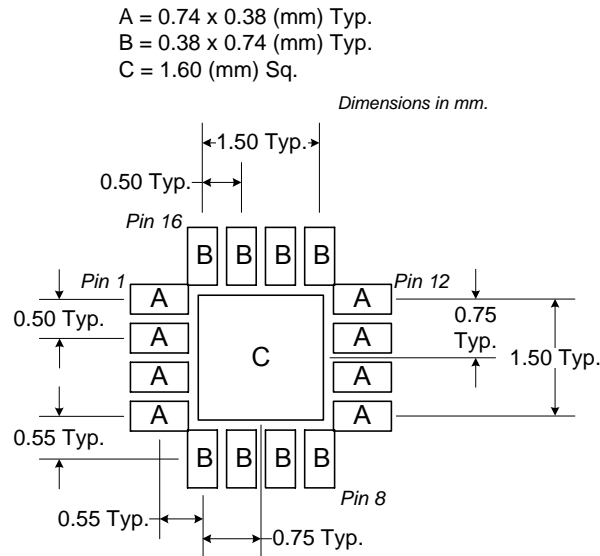 A = 0.74 x 0.38 (mm) Typ.
B = 0.38 x 0.74 (mm) Typ.
C = 1.60 (mm) Sq.
Dimensions in mm.
1.50 Typ.
0.50 Typ.
Pin 16
B B B B
Pin 1
Pin 12
A A
0.50 Typ.
A A
0.75
Typ.
C
1.50 Typ.
A A
A A
0.55 Typ.
B B B B
Pin 8
0.55 Typ.
0.75 Typ.